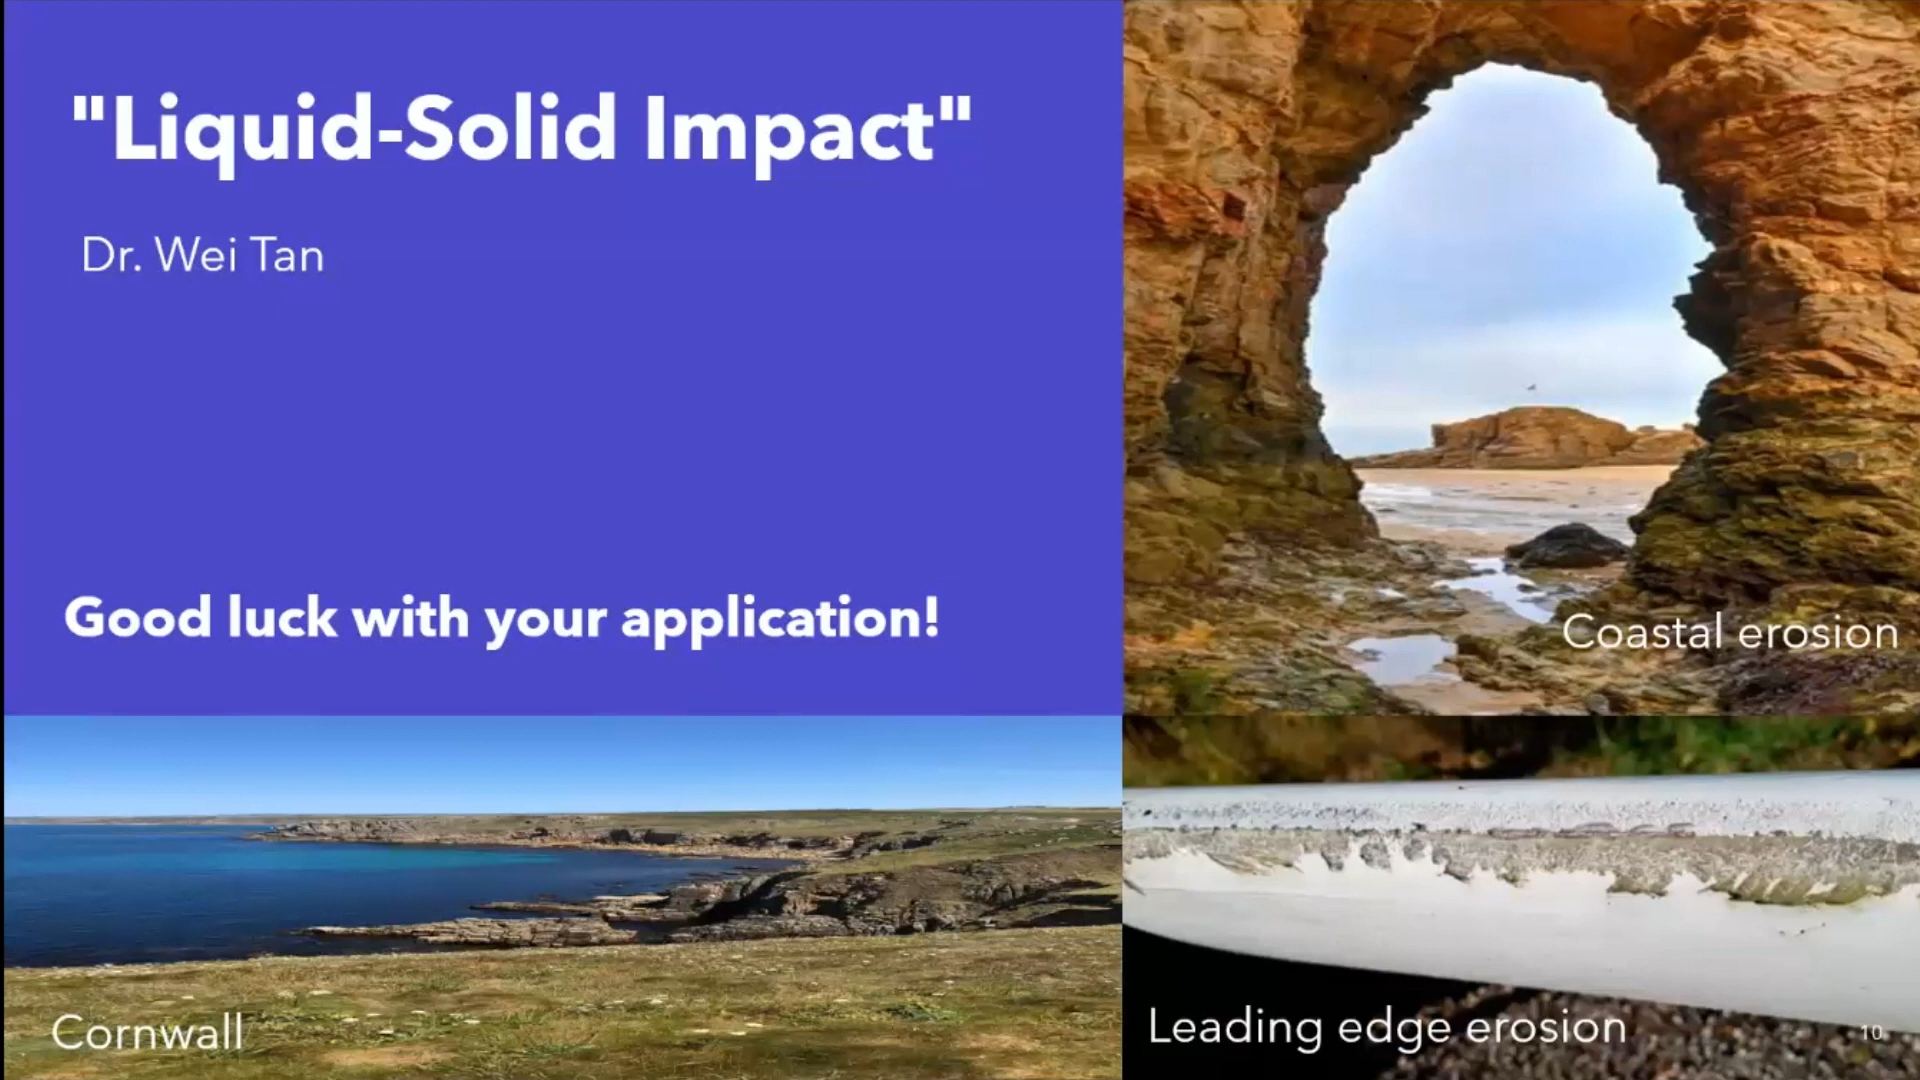 "Liquid-Solid Impact"
Dr. Wei Tan
Good luck with your application!
Coastal erosion
Cornwall
Leading edge erosion
10